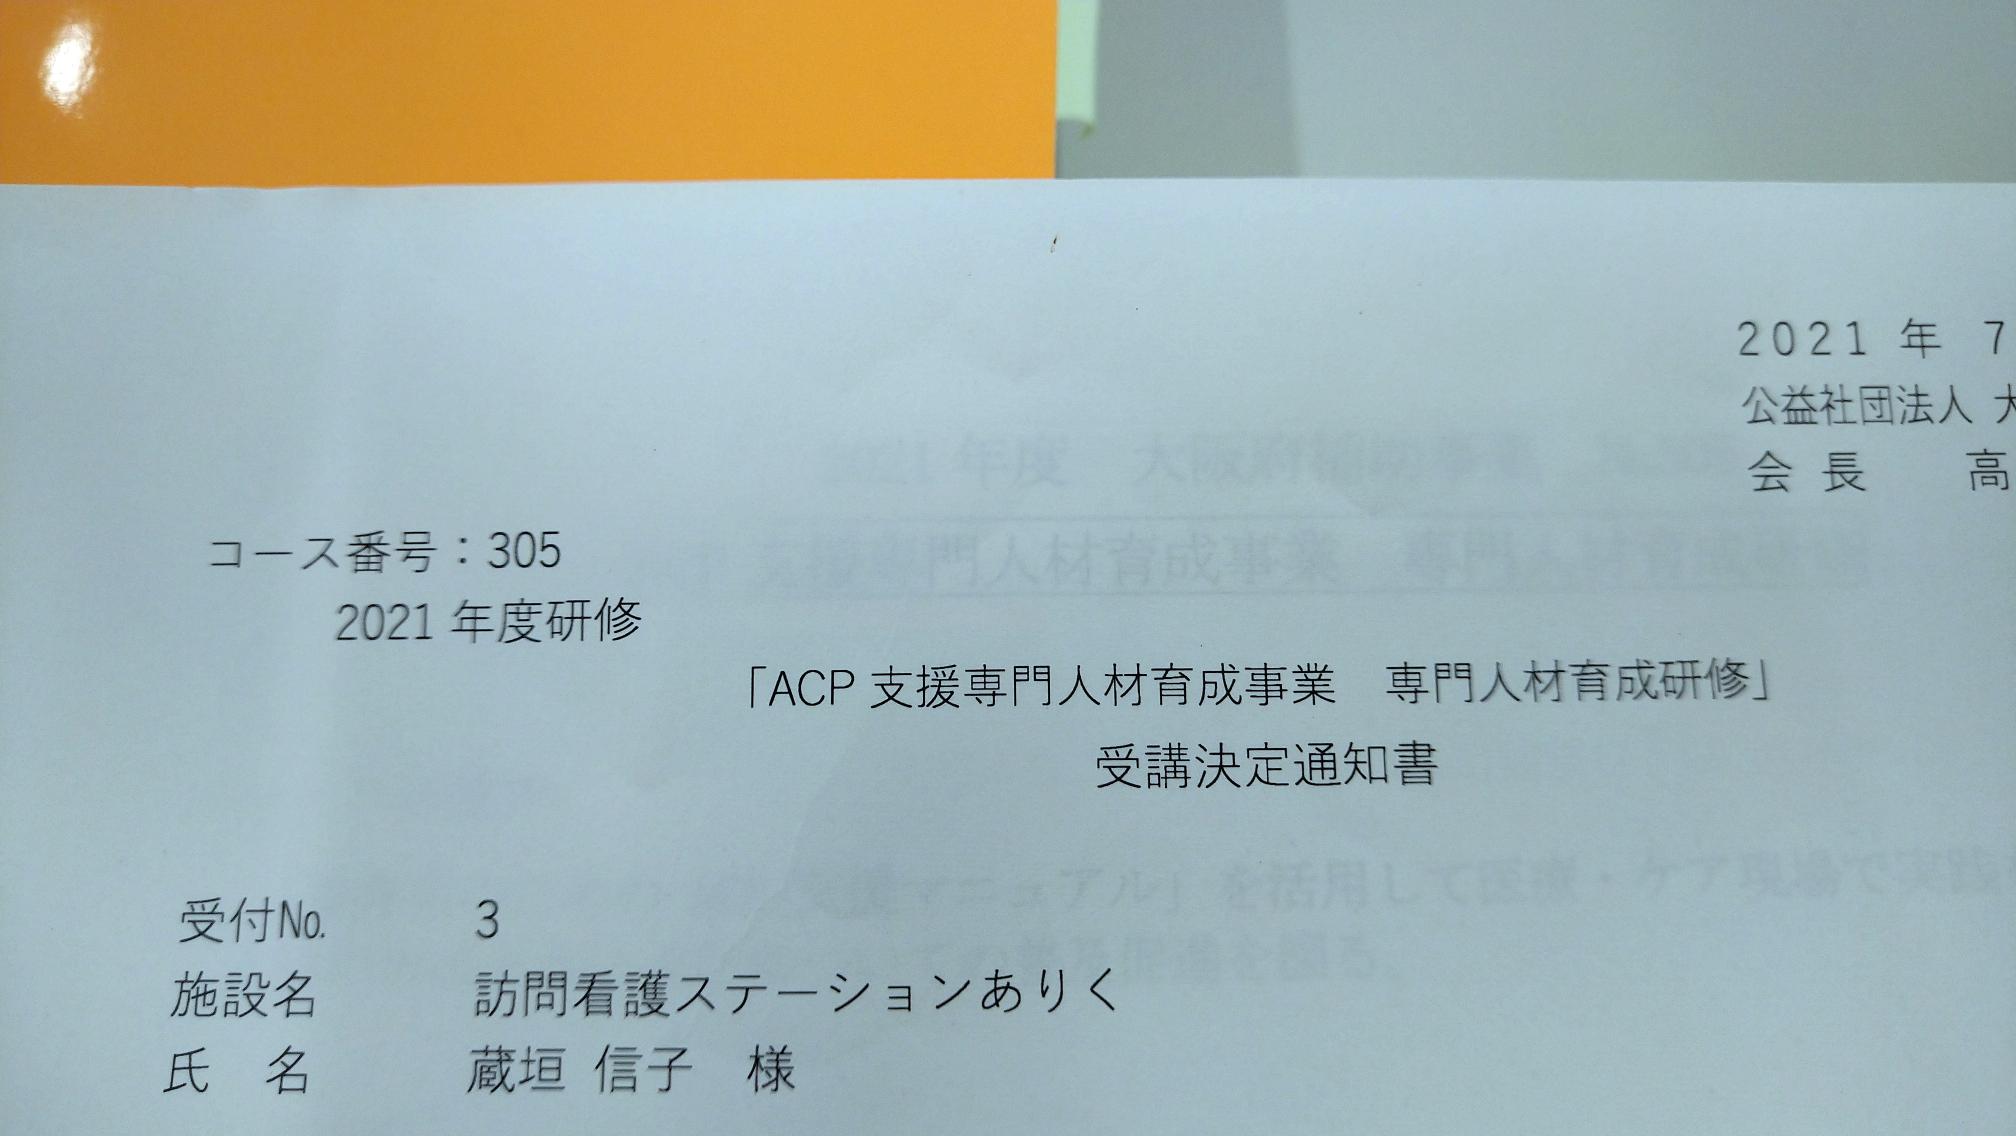 2021 年 7
公益社団法人 大
会 長 高
コース番号：305
2021 年度研修
「ACP 支援専門人材育成事業 専門人材育成研修」
受講決定通知書
受付No. 3
施設名 訪問看護ステーションありく
氏 名 蔵垣 信子 様